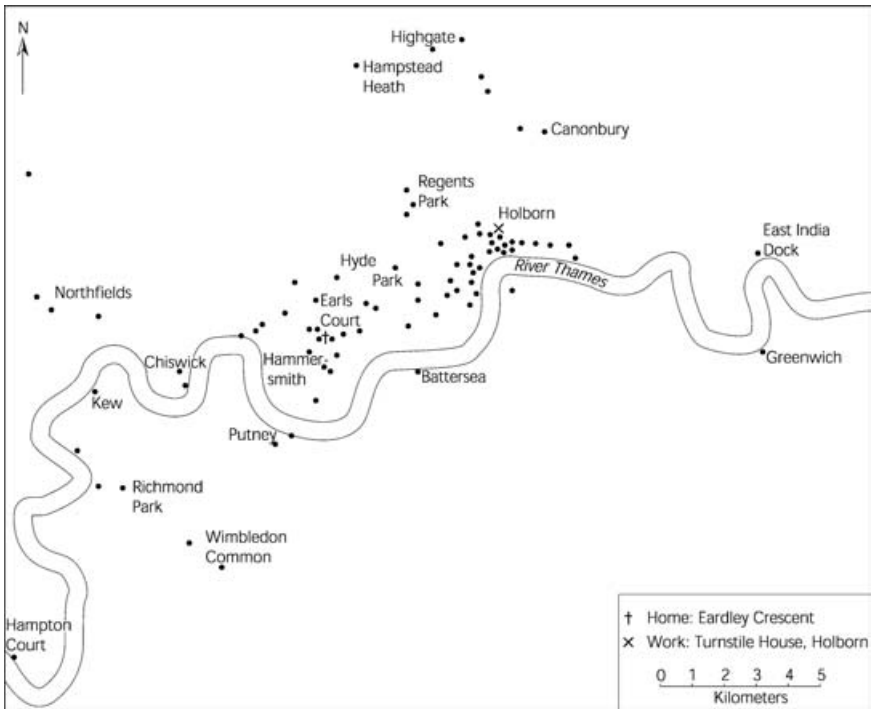 N
Highgate
Hampstead
Heath
Canonbury
Regents
Park
Holborn
East India
Dock
River Thames
Hyde
Park
Northfields
Earls
Court
Chiswick
Hammer-
smith
Greenwich
Battersea
Kew
Putney
Richmond
Park
Wimbledon
Common
Hampton
Court
† Home: Eardley Crescent
× Work: Turnstile House, Holborn
0 1 2 3 4 5
Kilometers